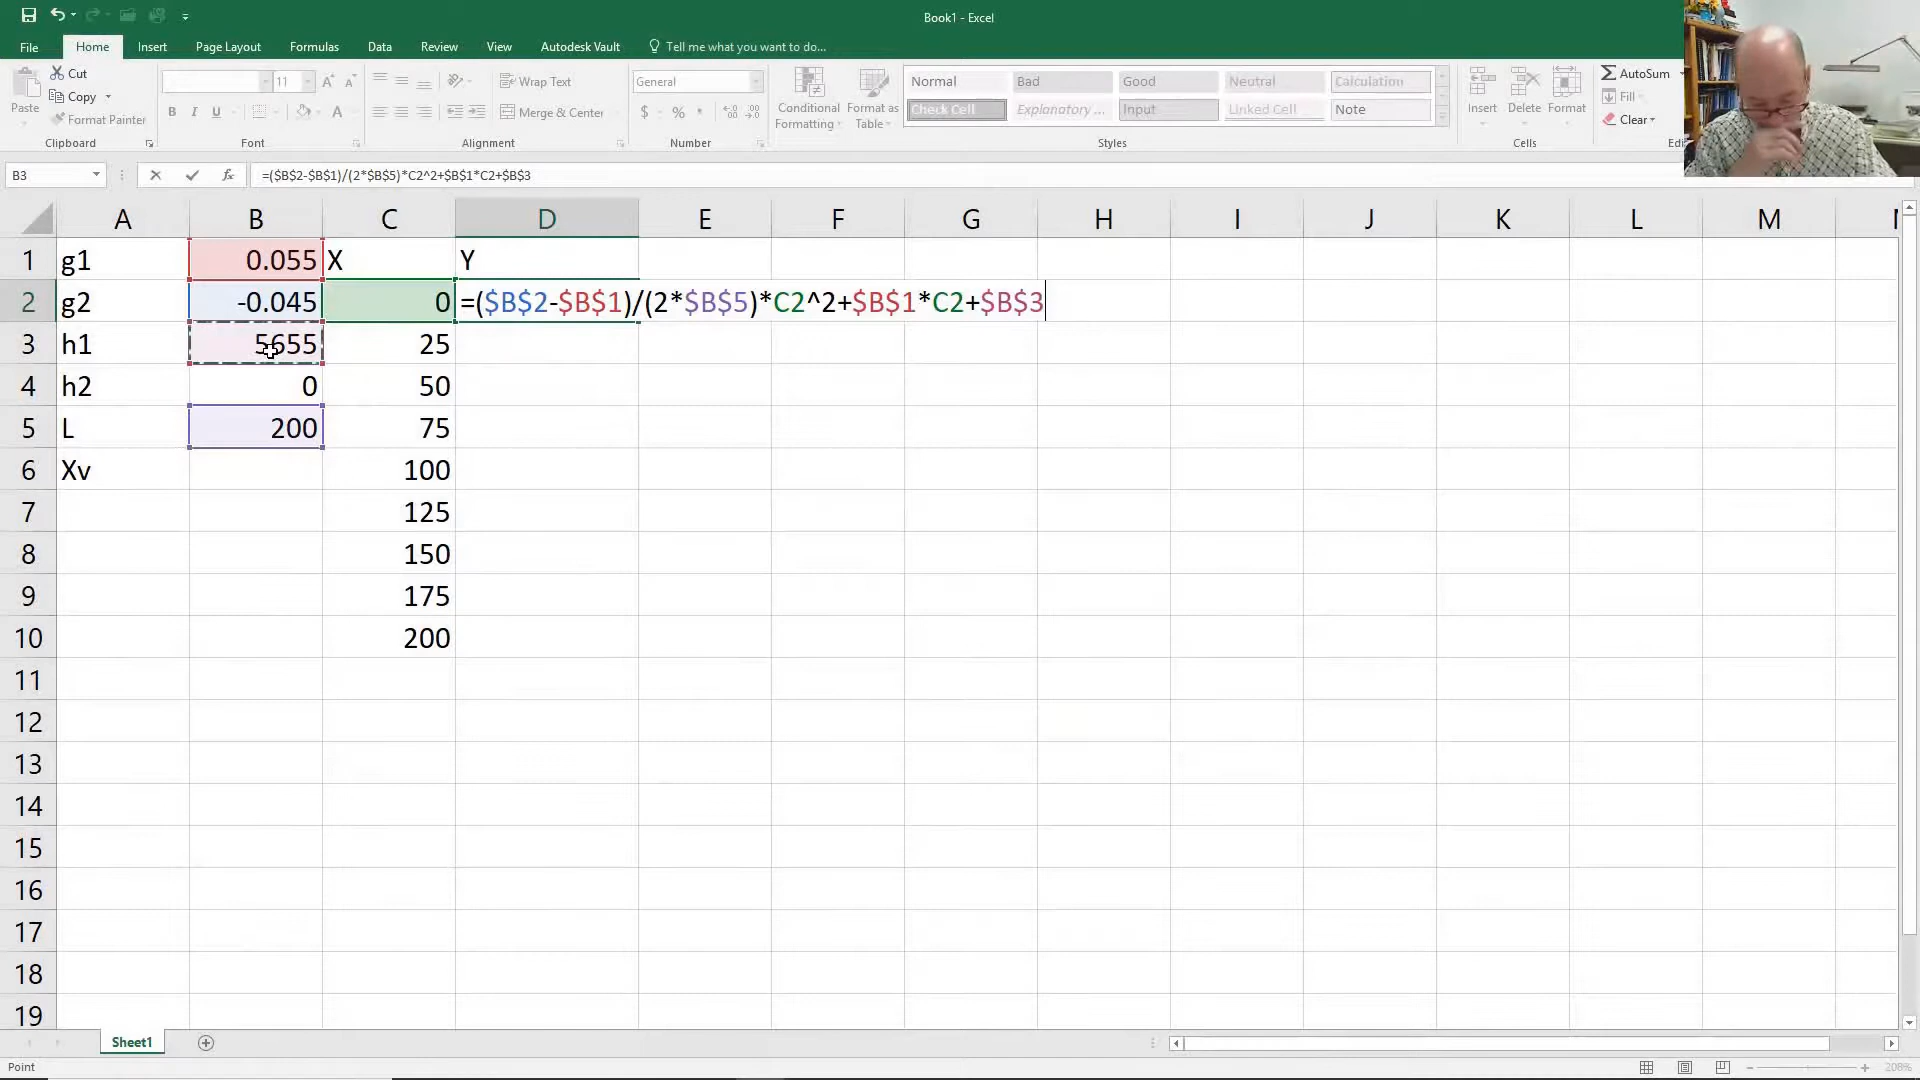 Book1 - Excel
File Home Insert Page Layout Formulas Data Review View Autodesk Vault Tell me what you want to do...
Cut
Copy
Format Painter
Paste
Clipboard
11
A A
B I U A
Font
Wrap Text
Merge & Center
Alignment
General
$ %
Number
Conditional Formatting
Format as Table
Normal Bad Good Neutral Calculation
Check Cell Explanatory ... Input Linked Cell Note
Styles
Insert Delete Format
Cells
AutoSum
Fill
Clear
Edi
B3 fx =($B$2-$B$1)/(2*$B$5)*C2^2+$B$1*C2+$B$3
A B C D E F G H I J K L M
1 g1 0.055 X Y
2 g2 -0.045 0 =($B$2-$B$1)/(2*$B$5)*C2^2+$B$1*C2+$B$3
3 h1 5655 25
4 h2 0 50
5 L 200 75
6 Xv 100
7 125
8 150
9 175
10 200
11
12
13
14
15
16
17
18
19
Sheet1
Point 208%